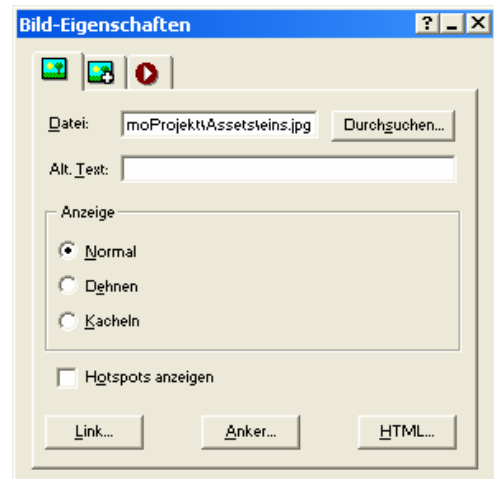 Bild-Eigenschaften
Datei: moProjekt\Assets\eins.jpg Durchsuchen...
Alt. Text:
Anzeige
Normal
Dehnen
Kacheln
Hotspots anzeigen
Link... Anker... HTML...